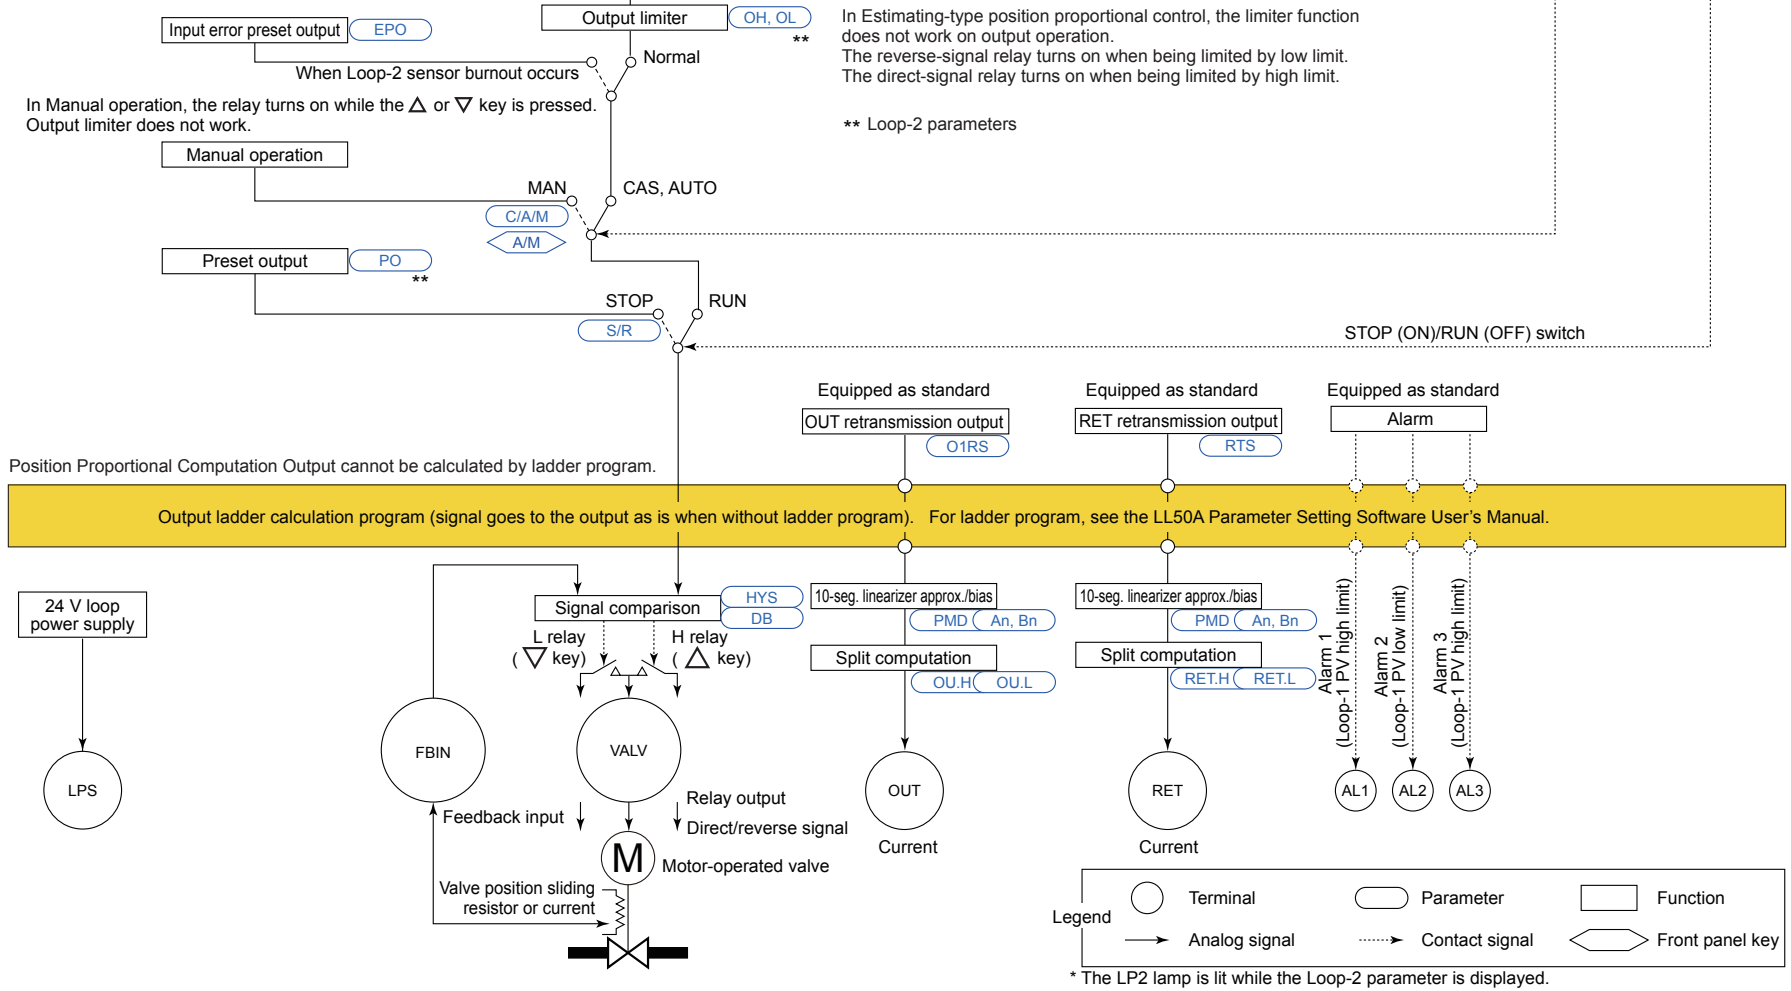 Output limiter
OH, OL
**
Input error preset output
EPO
When Loop-2 sensor burnout occurs
Normal
In Estimating-type position proportional control, the limiter function
does not work on output operation.
The reverse-signal relay turns on when being limited by low limit.
The direct-signal relay turns on when being limited by high limit.
** Loop-2 parameters
In Manual operation, the relay turns on while the △ or ▽ key is pressed.
Output limiter does not work.
Manual operation
MAN
CAS, AUTO
C/A/M
A/M
Preset output
PO
**
STOP
RUN
S/R
STOP (ON)/RUN (OFF) switch
Equipped as standard
OUT retransmission output
O1RS
Equipped as standard
RET retransmission output
RTS
Equipped as standard
Alarm
Position Proportional Computation Output cannot be calculated by ladder program.
Output ladder calculation program (signal goes to the output as is when without ladder program). For ladder program, see the LL50A Parameter Setting Software User's Manual.
24 V loop
power supply
LPS
Signal comparison
HYS
DB
L relay
( ▽ key)
H relay
( △ key)
FBIN
VALV
Feedback input
Relay output
Direct/reverse signal
M
Motor-operated valve
Valve position sliding
resistor or current
10-seg. linearizer approx./bias
PMD
An, Bn
Split computation
OU.H
OU.L
OUT
Current
10-seg. linearizer approx./bias
PMD
An, Bn
Split computation
RET.H
RET.L
RET
Current
Alarm 1
(Loop-1 PV high limit)
Alarm 2
(Loop-1 PV low limit)
Alarm 3
(Loop-1 PV high limit)
AL1
AL2
AL3
Legend
Terminal
Parameter
Function
Analog signal
Contact signal
Front panel key
* The LP2 lamp is lit while the Loop-2 parameter is displayed.